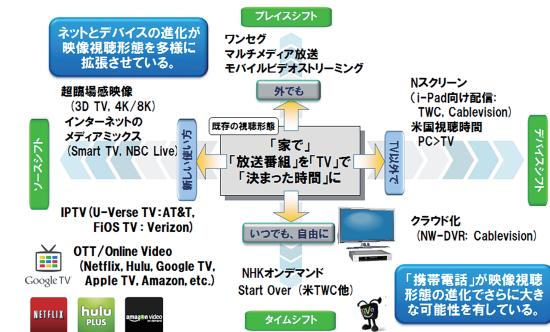 プレイスシフト
ネットとデバイスの進化が
映像視聴形態を多様に
拡張させている。
ワンセグ
マルチメディア放送
モバイルビデオストリーミング
外でも
超臨場感映像
(3D TV, 4K/8K)
インターネットの
メディアミックス
(Smart TV, NBC Live)
Nスクリーン
(i-Pad向け配信:
TWC, Cablevision)
米国視聴時間
PC>TV
既存の視聴形態
「家で」
「放送番組」を「TV」で
「決まった時間」に
ソースシフト
新しい使い方
TV以外で
デバイスシフト
IPTV (U-Verse TV:AT&T,
FiOS TV:Verizon)
いつでも、自由に
クラウド化
(NW-DVR: Cablevision)
OTT/Online Video
(Netflix, Hulu, Google TV,
Apple TV, Amazon, etc.)
Google TV
NHKオンデマンド
Start Over (米TWC他)
「携帯電話」が映像視聴
形態の進化でさらに大き
な可能性を有している。
NETFLIX
hulu
PLUS
amazon video
タイムシフト
TiVo